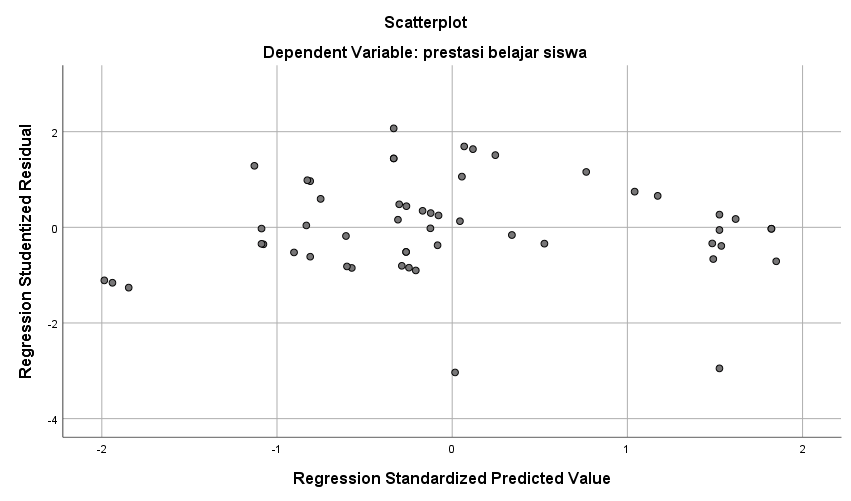 Scatterplot
Dependent Variable: prestasi belajar siswa
Regression Studentized Residual
2
0
-2
-4
-2
-1
0
1
2
Regression Standardized Predicted Value